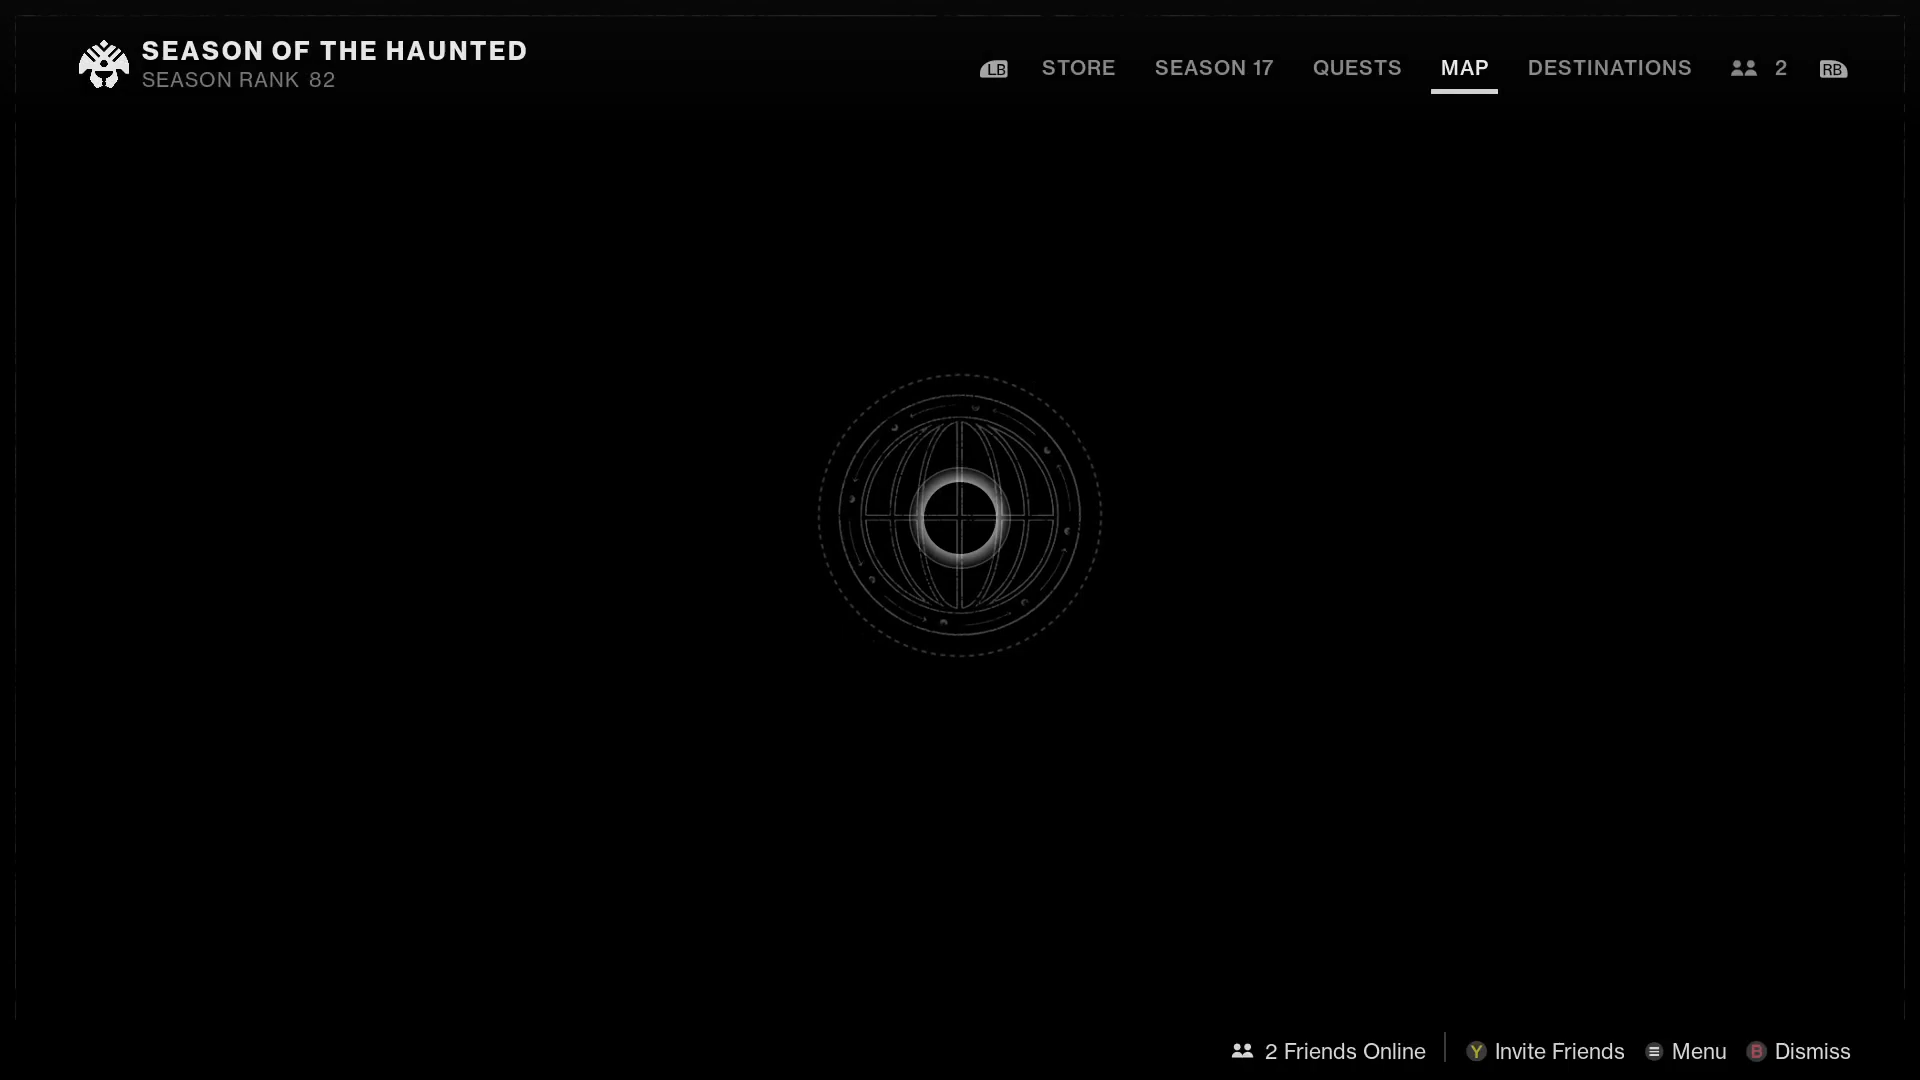 SEASON OF THE HAUNTED
SEASON RANK 82
LB STORE SEASON 17 QUESTS MAP DESTINATIONS 2 RB
2 Friends Online Y Invite Friends Menu B Dismiss